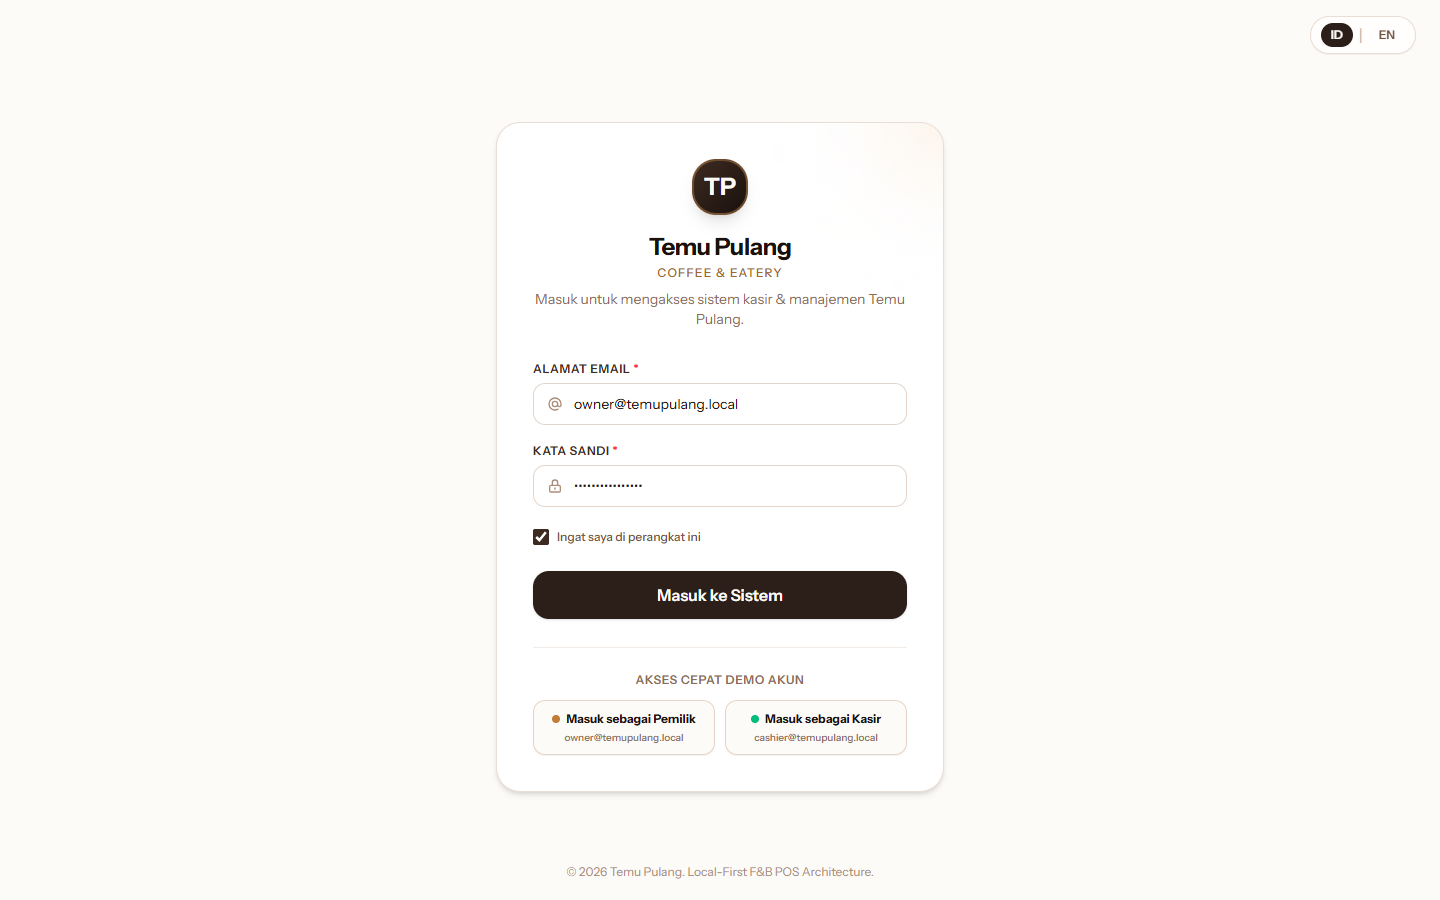 ID | EN
TP
Temu Pulang
COFFEE & EATERY
Masuk untuk mengakses sistem kasir & manajemen Temu
Pulang.
ALAMAT EMAIL *
owner@temupulang.local
KATA SANDI *
••••••••••••••••
Ingat saya di perangkat ini
Masuk ke Sistem
AKSES CEPAT DEMO AKUN
Masuk sebagai Pemilik
owner@temupulang.local
Masuk sebagai Kasir
cashier@temupulang.local
© 2026 Temu Pulang. Local-First F&B POS Architecture.